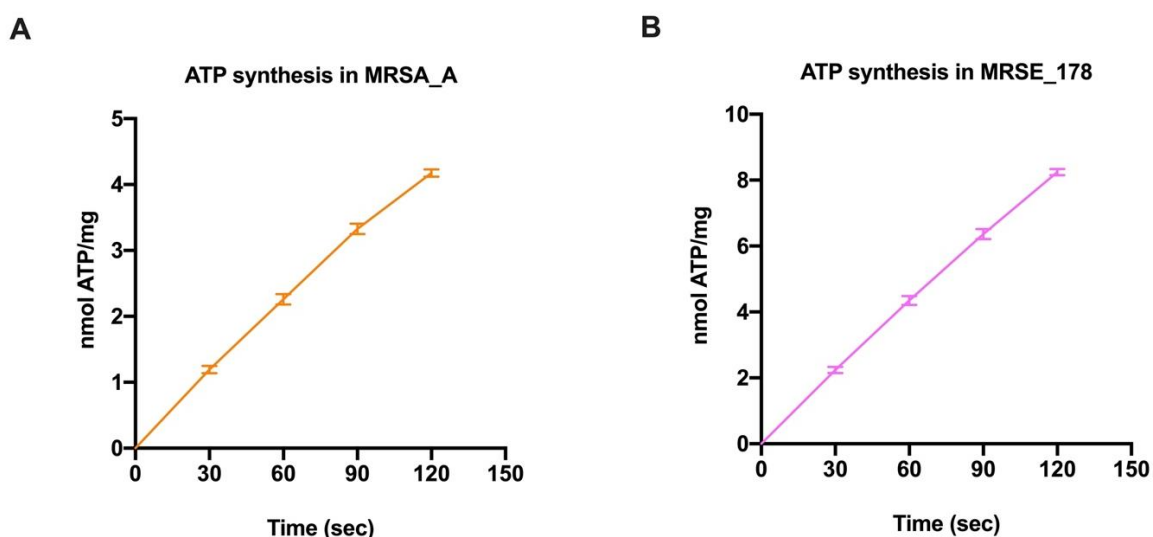 A
ATP synthesis in MRSA_A
nmol ATP/mg
5
4
3
2
1
0
0 30 60 90 120 150
Time (sec)
B
ATP synthesis in MRSE_178
nmol ATP/mg
10
8
6
4
2
0
0 30 60 90 120 150
Time (sec)